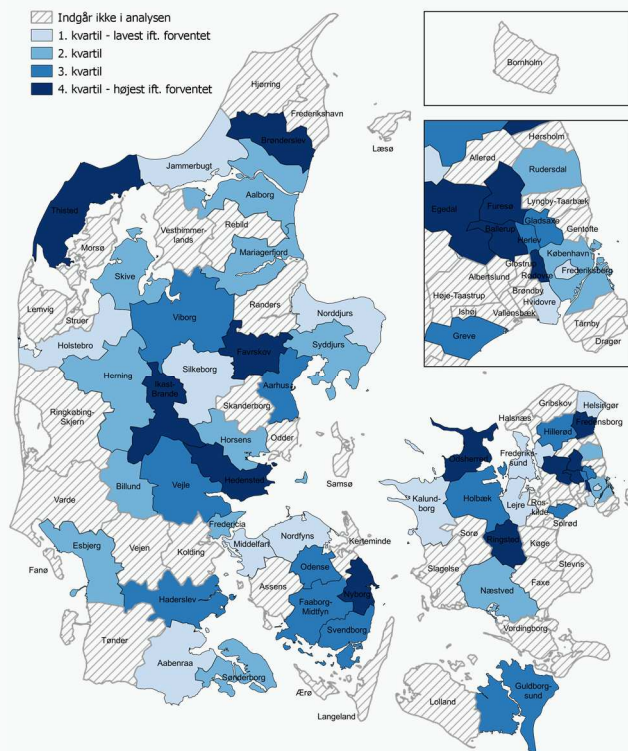 Indgår ikke i analysen
1. kvartil - lavest ift. forventet
2. kvartil
3. kvartil
4. kvartil - højest ift. forventet
Hjørring
Frederikshavn
Læsø
Brønderslev
Jammerbugt
Thisted
Aalborg
Vesthimmer-
lands
Rebild
Morsø
Mariagerfjord
Skive
Lemvig
Struer
Viborg
Randers
Norddjurs
Holstebro
Favrskov
Syddjurs
Silkeborg
Herning
Ikast-
Brande
Aarhus
Skanderborg
Ringkøbing-
Skjern
Horsens
Odder
Samsø
Hedensted
Billund
Vejle
Varde
Fredericia
Esbjerg
Vejen
Kolding
Fanø
Middelfart
Nordfyns
Kerteminde
Odense
Assens
Nyborg
Haderslev
Faaborg-
Midtfyn
Svendborg
Tønder
Aabenraa
Sønderborg
Ærø
Langeland
Bornholm
Hørsholm
Allerød
Rudersdal
Furesø
Lyngby-Taarbæk
Egedal
Gladsaxe
Ballerup
Gentofte
Herlev
København
Glostrup
Rødovre
Frederiksberg
Albertslund
Brøndby
Høje-Taastrup
Hvidovre
Ishøj
Vallensbæk
Tårnby
Greve
Dragør
Gribskov
Helsingør
Halsnæs
Fredensborg
Hillerød
Odsherred
Frederiks-
sund
Kalund-
borg
Holbæk
Lejre
Ros-
kilde
Solrød
Sorø
Ringsted
Køge
Slagelse
Stevns
Faxe
Næstved
Vordingborg
Guldborg-
sund
Lolland